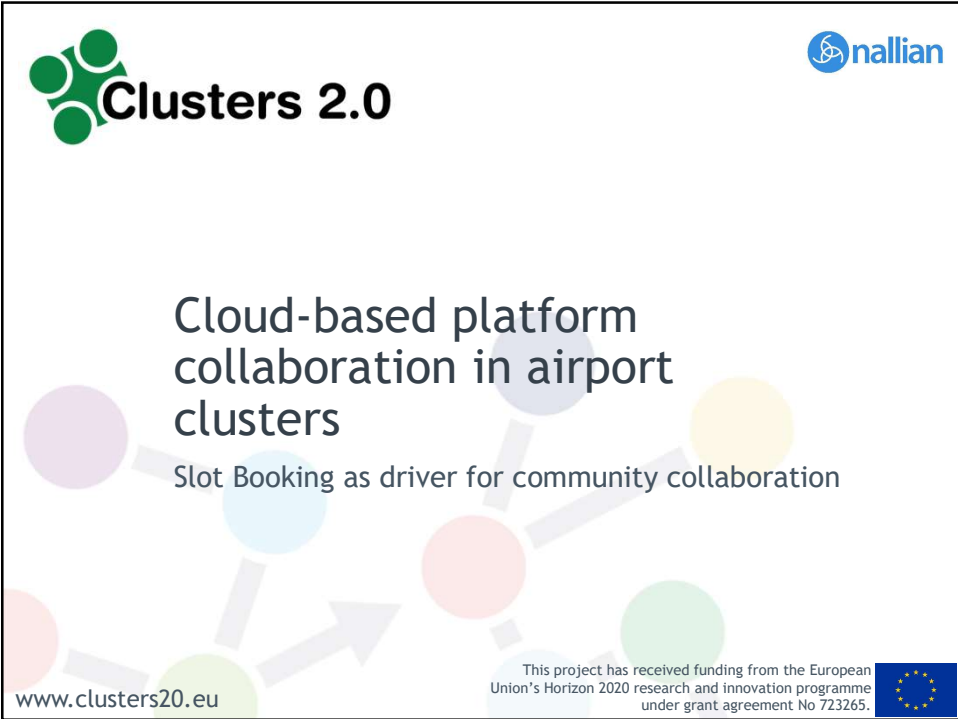 Clusters 2.0
nallian
Cloud-based platform
collaboration in airport
clusters
Slot Booking as driver for community collaboration
www.clusters20.eu
This project has received funding from the European
Union's Horizon 2020 research and innovation programme
under grant agreement No 723265.